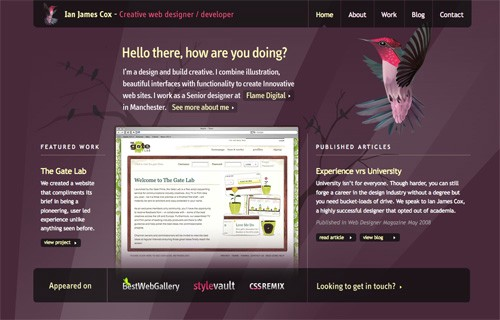 Ian James Cox - Creative web designer / developer
Home About Work Blog Contact
Hello there, how are you doing?
I'm a design and build creative. I combine illustration,
beautiful interfaces with functionality to create Innovative
web sites. I work as a Senior designer at Flame Digital
in Manchester. See more about me
FEATURED WORK
The Gate Lab
We created a website
that compliments its
brief in being a
pioneering, user led
experience unlike
anything seen before.
view project
the Gate
Welcome to The Gate Lab
PUBLISHED ARTICLES
Experience vrs University
University isn't for everyone. Though harder, you can still
forge a career in the design industry without a degree but
you need bucket-loads of drive. We speak to Ian James Cox,
a highly successful designer that opted out of academia.
Published in Web Designer Magazine May 2008
read article view blog
Appeared on BestWebGallery stylevault CSSREMIX Looking to get in touch?